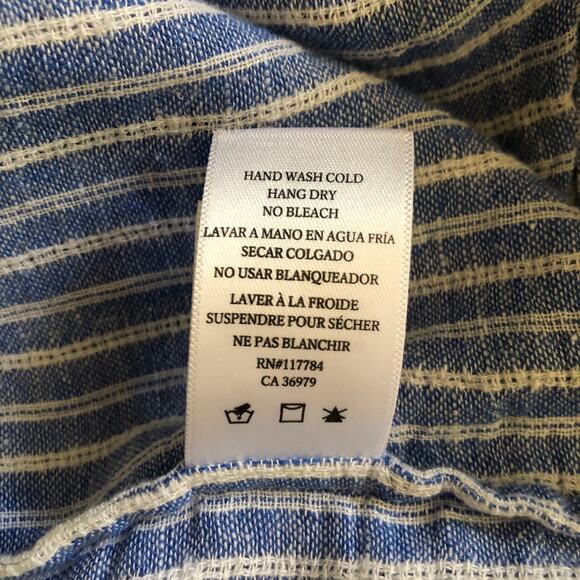 HAND WASH COLD
HANG DRY
NO BLEACH
LAVAR A MANO EN AGUA FRÍA
SECAR COLGADO
NO USAR BLANQUEADOR
LAVER À LA FROIDE
SUSPENDRE POUR SÉCHER
NE PAS BLANCHIR
RN#117784
CA 36979